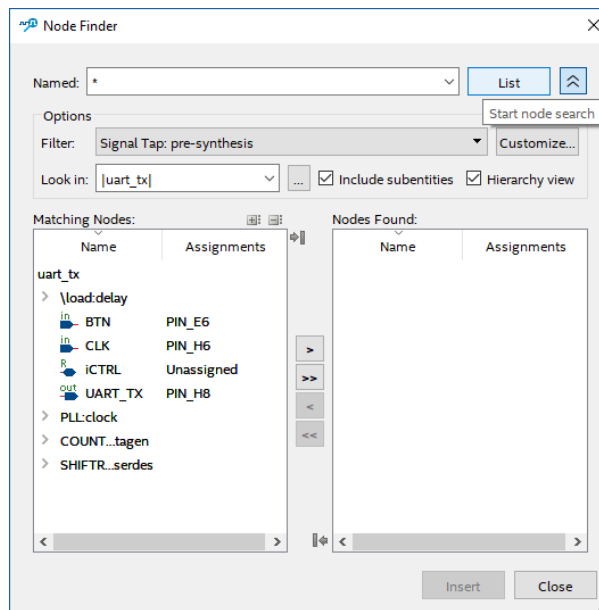 Node Finder
Named: * List
Start node search
Options
Filter: Signal Tap: pre-synthesis Customize...
Look in: |uart_tx| ... Include subentities Hierarchy view
Matching Nodes: Nodes Found:
Name Assignments Name Assignments
uart_tx
\load:delay
in BTN PIN_E6
in CLK PIN_H6
R iCTRL Unassigned
out UART_TX PIN_H8
PLL:clock
COUNT...tagen
SHIFTR...serdes
>
>>
<
<<
Insert Close